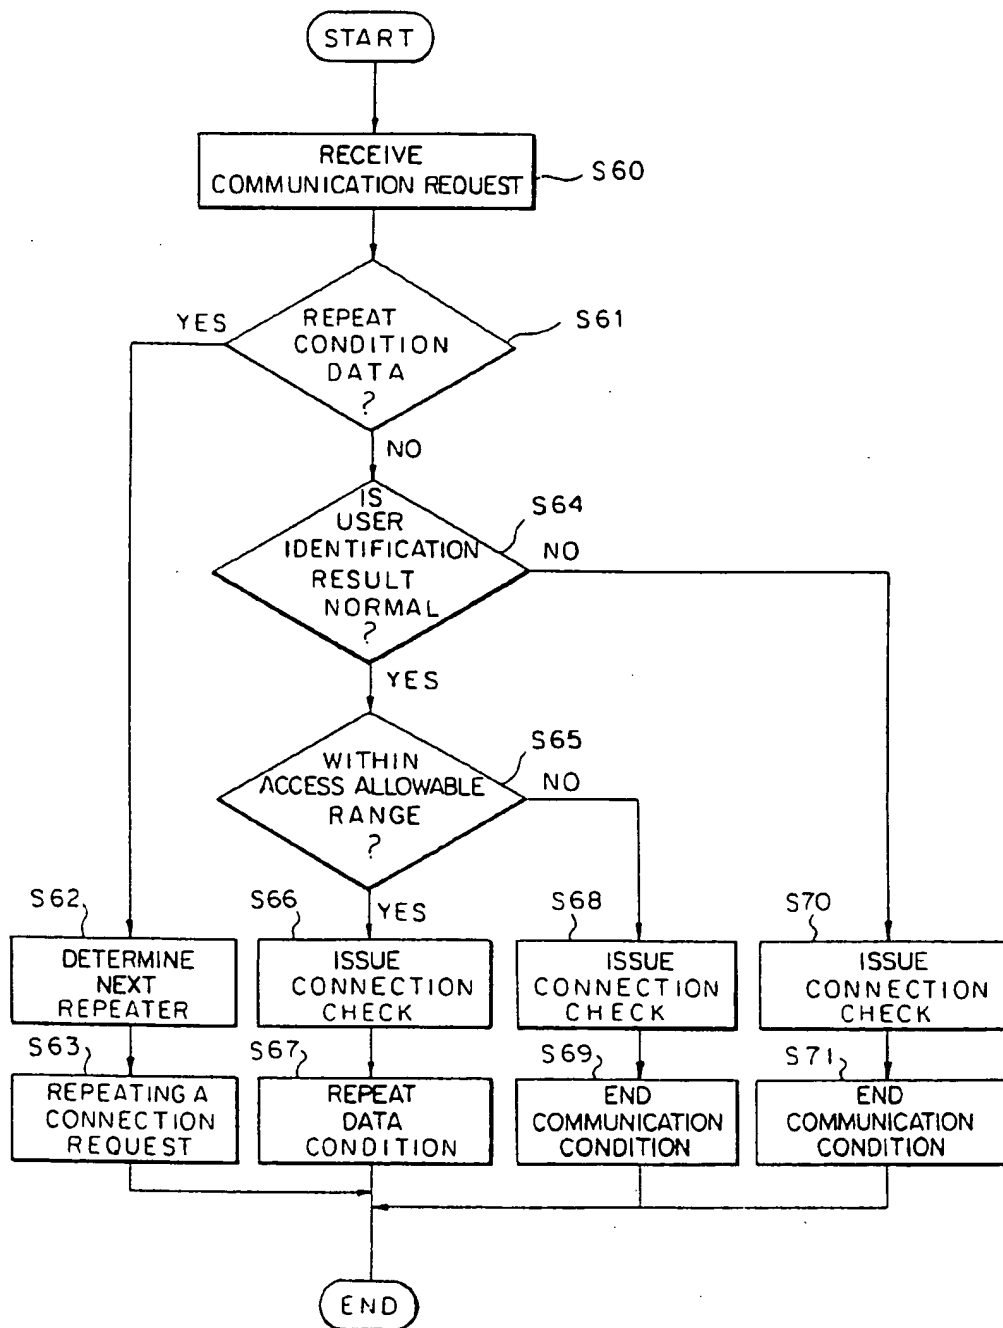 START
RECEIVE
COMMUNICATION REQUEST
S60
YES
REPEAT
CONDITION
DATA
?
S61
NO
IS
USER
IDENTIFICATION
RESULT
NORMAL
?
S64
NO
YES
WITHIN
ACCESS ALLOWABLE
RANGE
?
S65
NO
YES
S62
DETERMINE
NEXT
REPEATER
S66
ISSUE
CONNECTION
CHECK
S68
ISSUE
CONNECTION
CHECK
S70
ISSUE
CONNECTION
CHECK
S63
REPEATING A
CONNECTION
REQUEST
S67
REPEAT
DATA
CONDITION
S69
END
COMMUNICATION
CONDITION
S71
END
COMMUNICATION
CONDITION
END